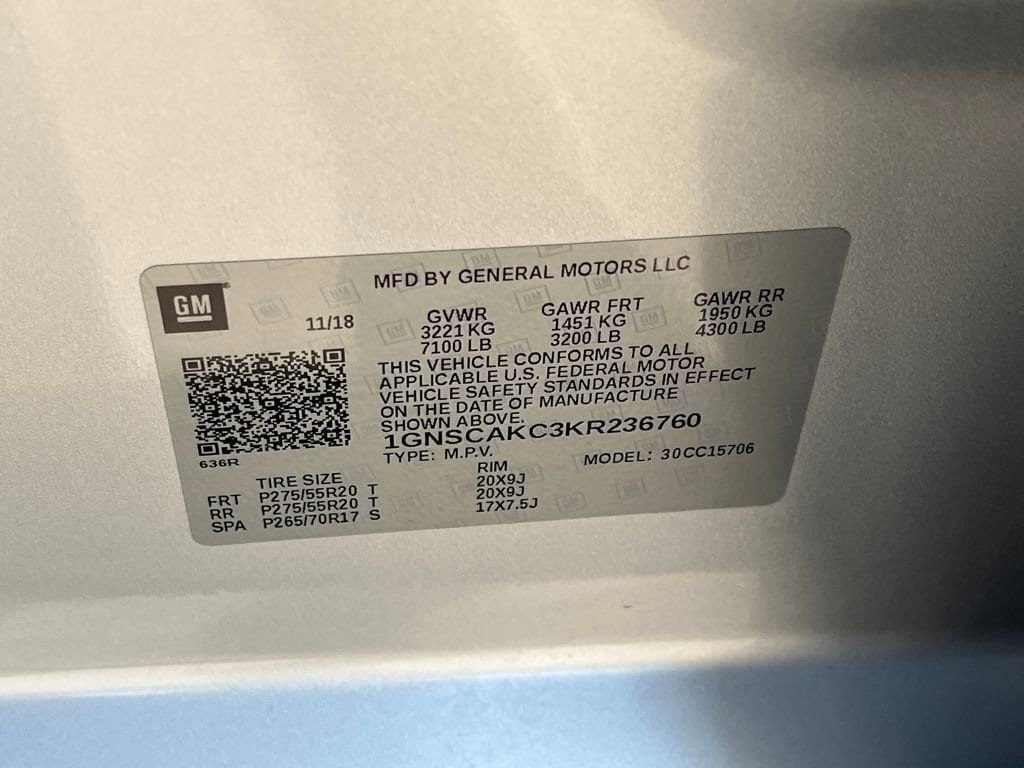 MFD BY GENERAL MOTORS LLC
GM
11/18
GVWR
3221 KG
7100 LB
GAWR FRT
1451 KG
3200 LB
GAWR RR
1950 KG
4300 LB
THIS VEHICLE CONFORMS TO ALL
APPLICABLE U.S. FEDERAL MOTOR
VEHICLE SAFETY STANDARDS IN EFFECT
ON THE DATE OF MANUFACTURE
SHOWN ABOVE.
1GNSCAKC3KR236760
TYPE: M.P.V.
MODEL: 30CC15706
636R
TIRE SIZE RIM
FRT P275/55R20 T 20X9J
RR P275/55R20 T 20X9J
SPA P265/70R17 S 17X7.5J